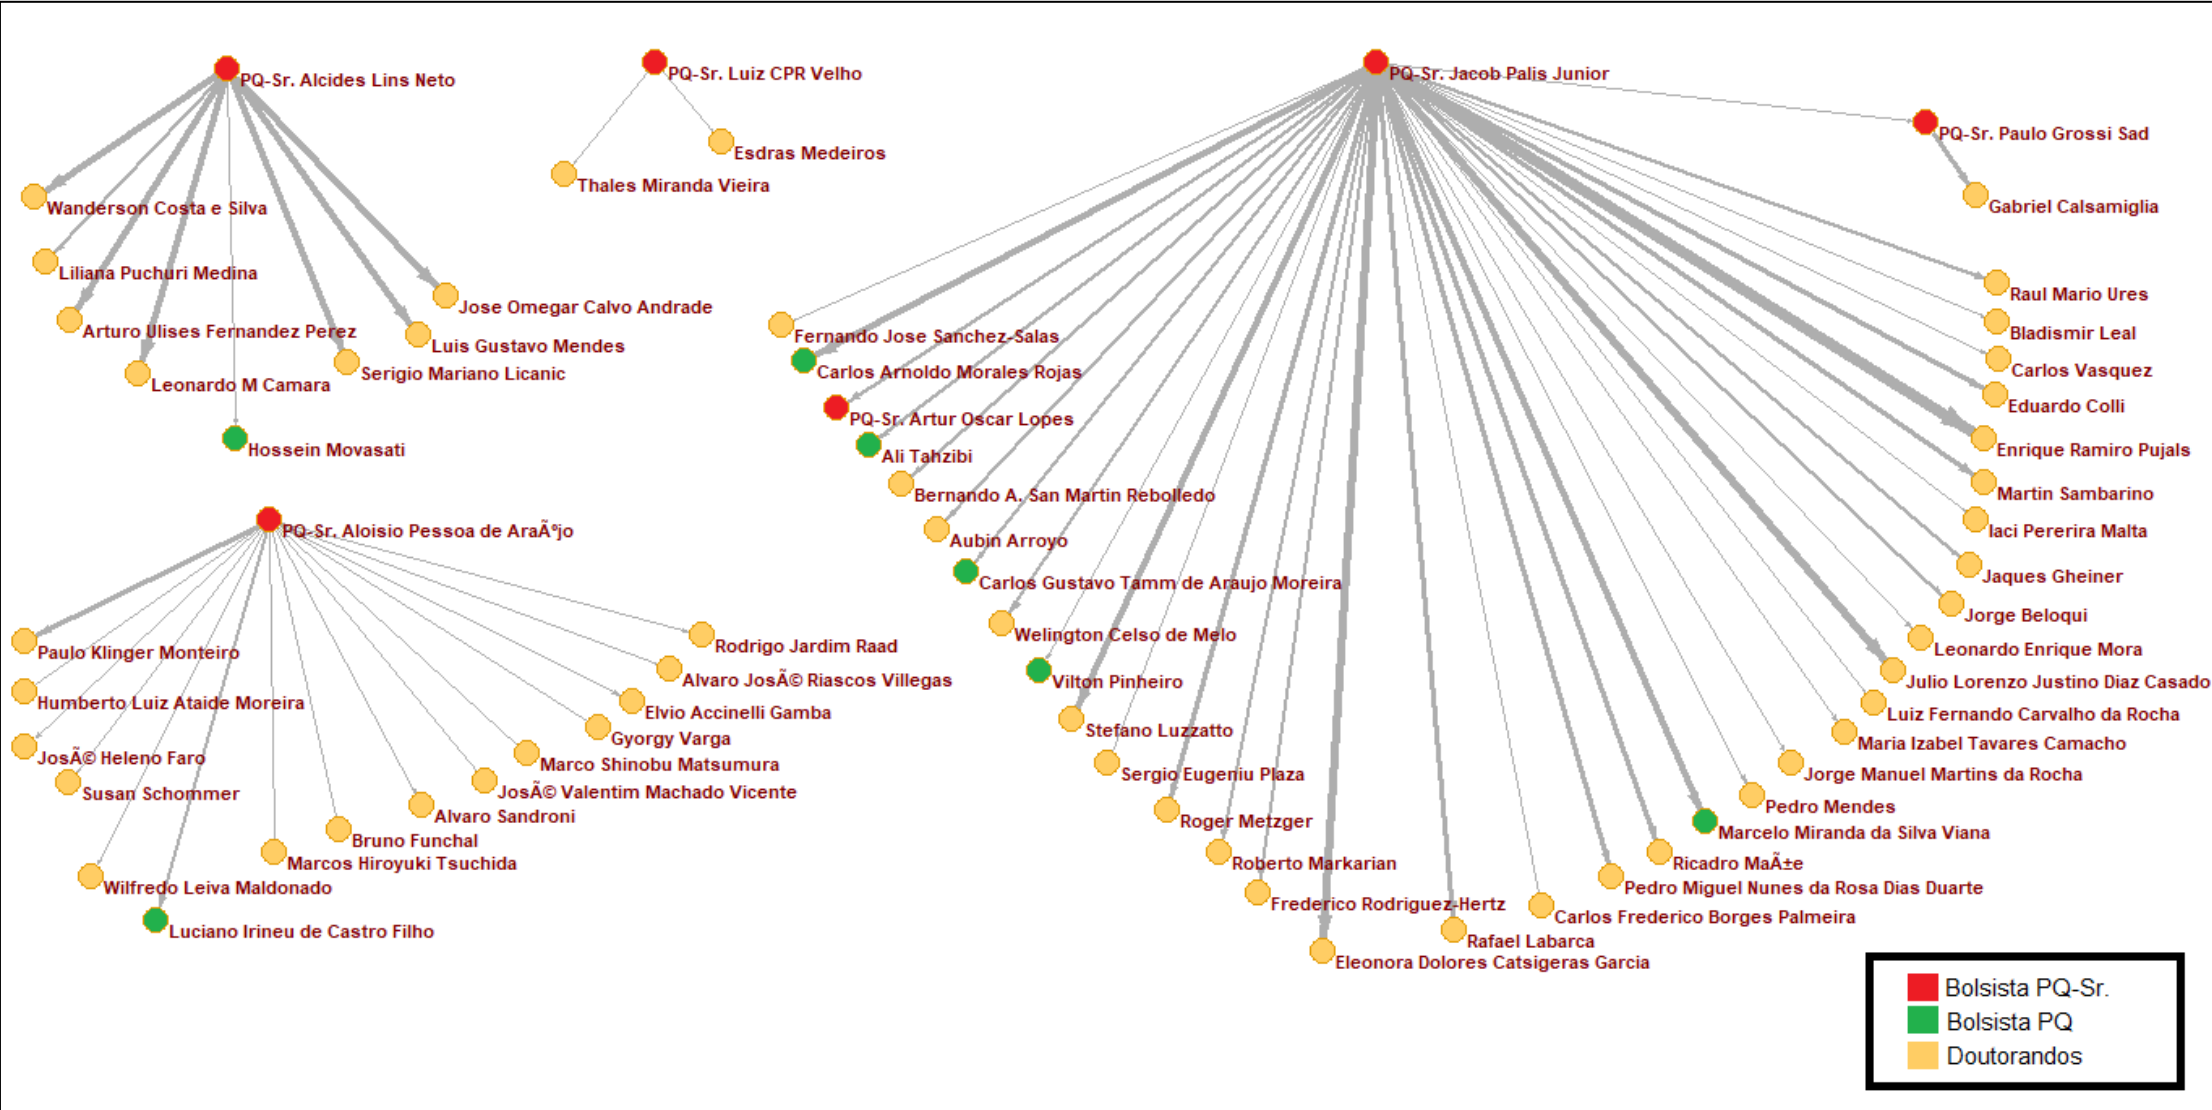 PQ-Sr. Alcides Lins Neto
Wanderson Costa e Silva
Liliana Puchuri Medina
Arturo Ulises Fernandez Perez
Leonardo M Camara
Hossein Movasati
Serigio Mariano Licanic
Luis Gustavo Mendes
Jose Omegar Calvo Andrade
PQ-Sr. Luiz CPR Velho
Esdras Medeiros
Thales Miranda Vieira
PQ-Sr. Aloisio Pessoa de AraÃºjo
Paulo Klinger Monteiro
Humberto Luiz Ataide Moreira
JosÃ© Heleno Faro
Susan Schommer
Wilfredo Leiva Maldonado
Luciano Irineu de Castro Filho
Marcos Hiroyuki Tsuchida
Bruno Funchal
Alvaro Sandroni
JosÃ© Valentim Machado Vicente
Marco Shinobu Matsumura
Gyorgy Varga
Elvio Accinelli Gamba
Alvaro JosÃ© Riascos Villegas
Rodrigo Jardim Raad
PQ-Sr. Jacob Palis Junior
PQ-Sr. Paulo Grossi Sad
Gabriel Calsamiglia
Fernando Jose Sanchez-Salas
Carlos Arnoldo Morales Rojas
PQ-Sr. Artur Oscar Lopes
Ali Tahzibi
Bernando A. San Martin Rebolledo
Aubin Arroyo
Carlos Gustavo Tamm de Araujo Moreira
Welington Celso de Melo
Vilton Pinheiro
Stefano Luzzatto
Sergio Eugeniu Plaza
Roger Metzger
Roberto Markarian
Frederico Rodriguez-Hertz
Eleonora Dolores Catsigeras Garcia
Rafael Labarca
Carlos Frederico Borges Palmeira
Pedro Miguel Nunes da Rosa Dias Duarte
Ricadro MaÃ±e
Marcelo Miranda da Silva Viana
Pedro Mendes
Jorge Manuel Martins da Rocha
Maria Izabel Tavares Camacho
Luiz Fernando Carvalho da Rocha
Julio Lorenzo Justino Diaz Casado
Leonardo Enrique Mora
Jorge Beloqui
Jaques Gheiner
Iaci Pererira Malta
Martin Sambarino
Enrique Ramiro Pujals
Eduardo Colli
Carlos Vasquez
Bladismir Leal
Raul Mario Ures
Bolsista PQ-Sr.
Bolsista PQ
Doutorandos